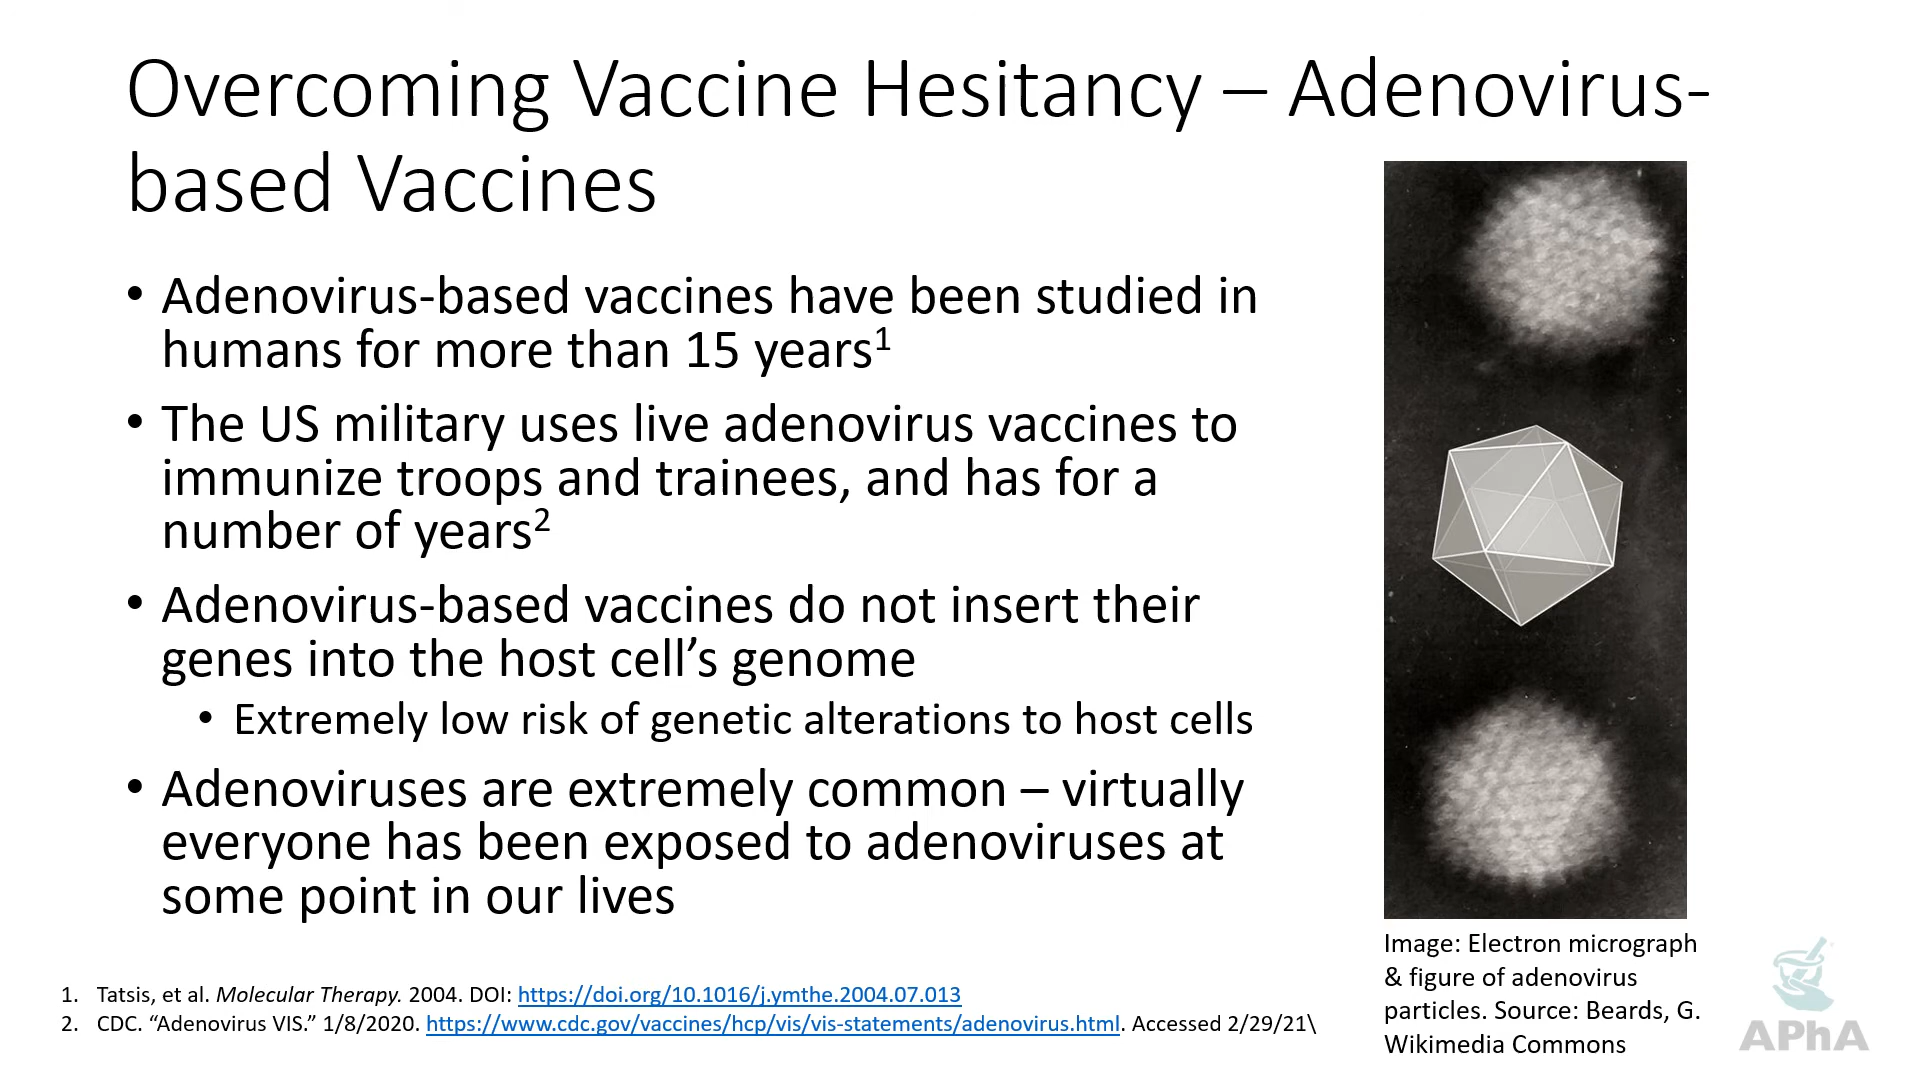 Overcoming Vaccine Hesitancy – Adenovirus-
based Vaccines
• Adenovirus-based vaccines have been studied in
humans for more than 15 years1
• The US military uses live adenovirus vaccines to
immunize troops and trainees, and has for a
number of years2
• Adenovirus-based vaccines do not insert their
genes into the host cell’s genome
• Extremely low risk of genetic alterations to host cells
• Adenoviruses are extremely common – virtually
everyone has been exposed to adenoviruses at
some point in our lives
1. Tatsis, et al. Molecular Therapy. 2004. DOI: https://doi.org/10.1016/j.ymthe.2004.07.013
2. CDC. “Adenovirus VIS.” 1/8/2020. https://www.cdc.gov/vaccines/hcp/vis/vis-statements/adenovirus.html. Accessed 2/29/21\
Image: Electron micrograph
& figure of adenovirus
particles. Source: Beards, G.
Wikimedia Commons
APhA